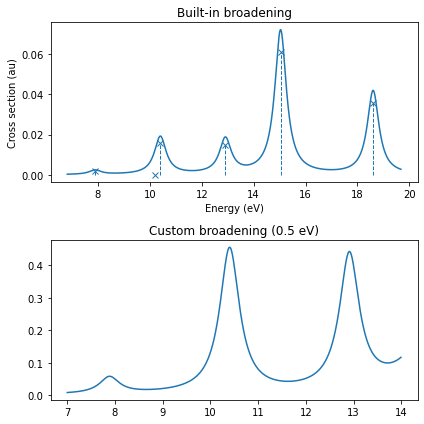 Built-in broadening
Cross section (au)
0.06
0.04
0.02
0.00
8 10 12 14 16 18 20
Energy (eV)
Custom broadening (0.5 eV)
0.4
0.3
0.2
0.1
0.0
7 8 9 10 11 12 13 14